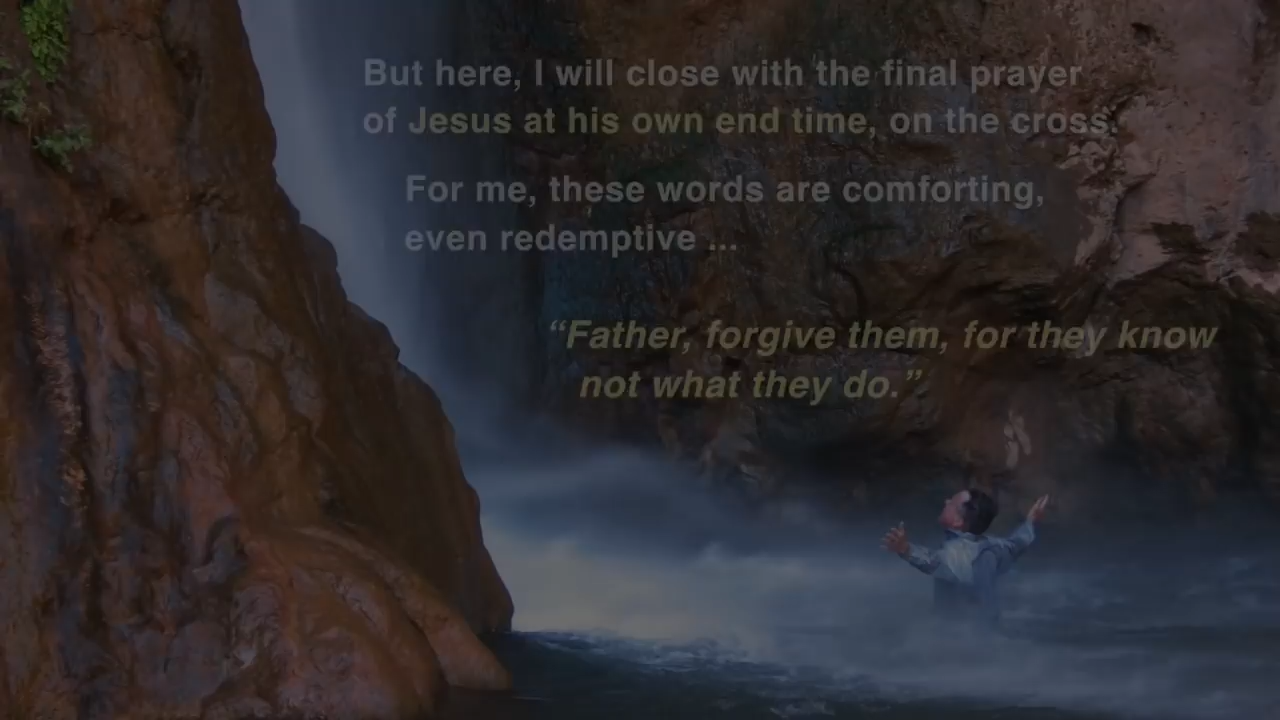 But here, I will close with the final prayer
of Jesus at his own end time, on the cross.
For me, these words are comforting,
even redemptive ...
“Father, forgive them, for they know
not what they do.”